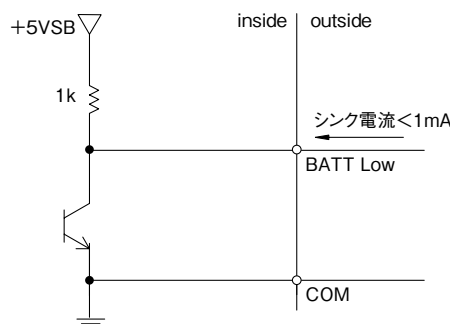 +5VSB
inside
outside
1k
シンク電流＜1mA
BATT Low
COM